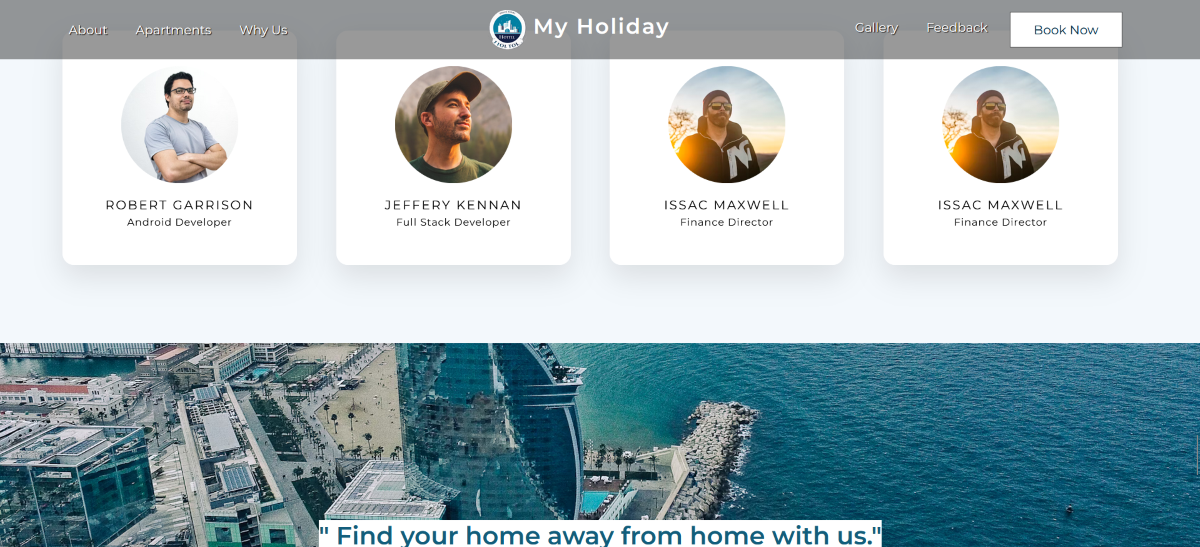 About Apartments Why Us
My Holiday
Gallery Feedback Book Now
ROBERT GARRISON
Android Developer
JEFFERY KENNAN
Full Stack Developer
ISSAC MAXWELL
Finance Director
ISSAC MAXWELL
Finance Director
" Find your home away from home with us."